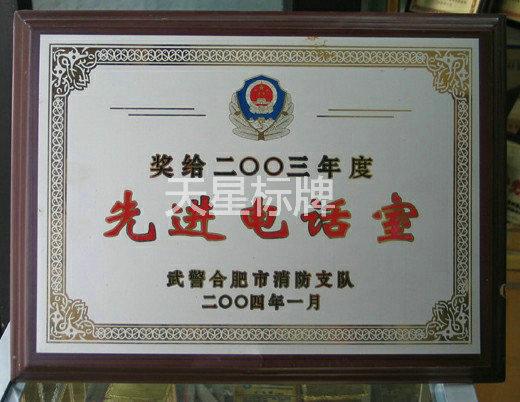 奖给二〇〇三年度
天星标牌
先进电话室
武警合肥市消防支队
二〇〇四年一月